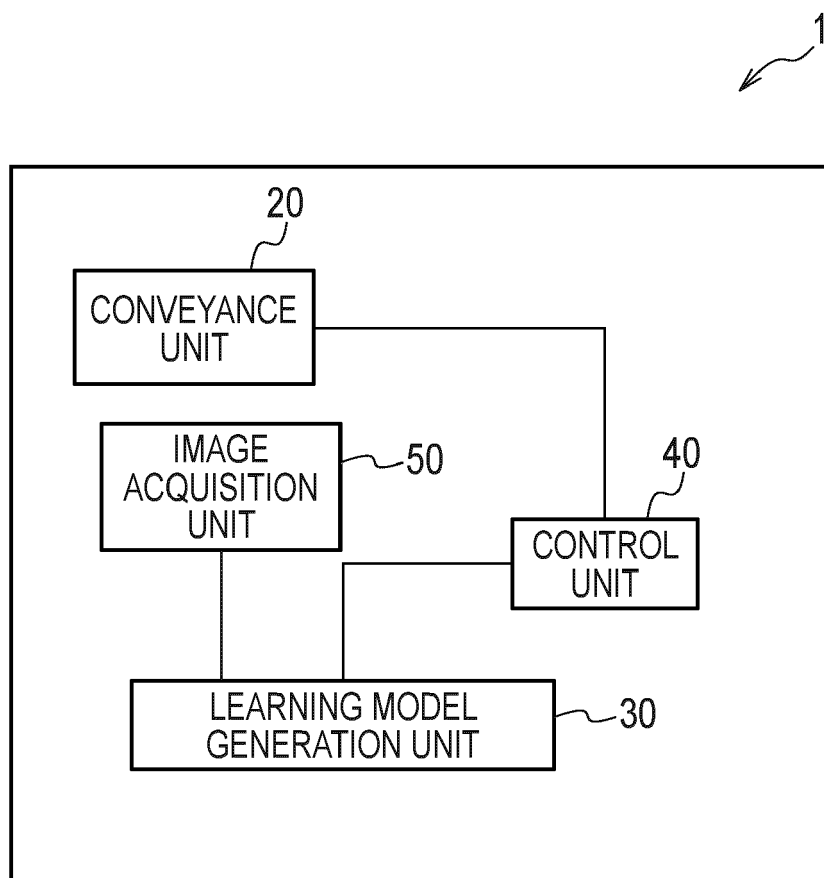 1
20
CONVEYANCE
UNIT
IMAGE
ACQUISITION
UNIT
50
40
CONTROL
UNIT
LEARNING MODEL
GENERATION UNIT
30